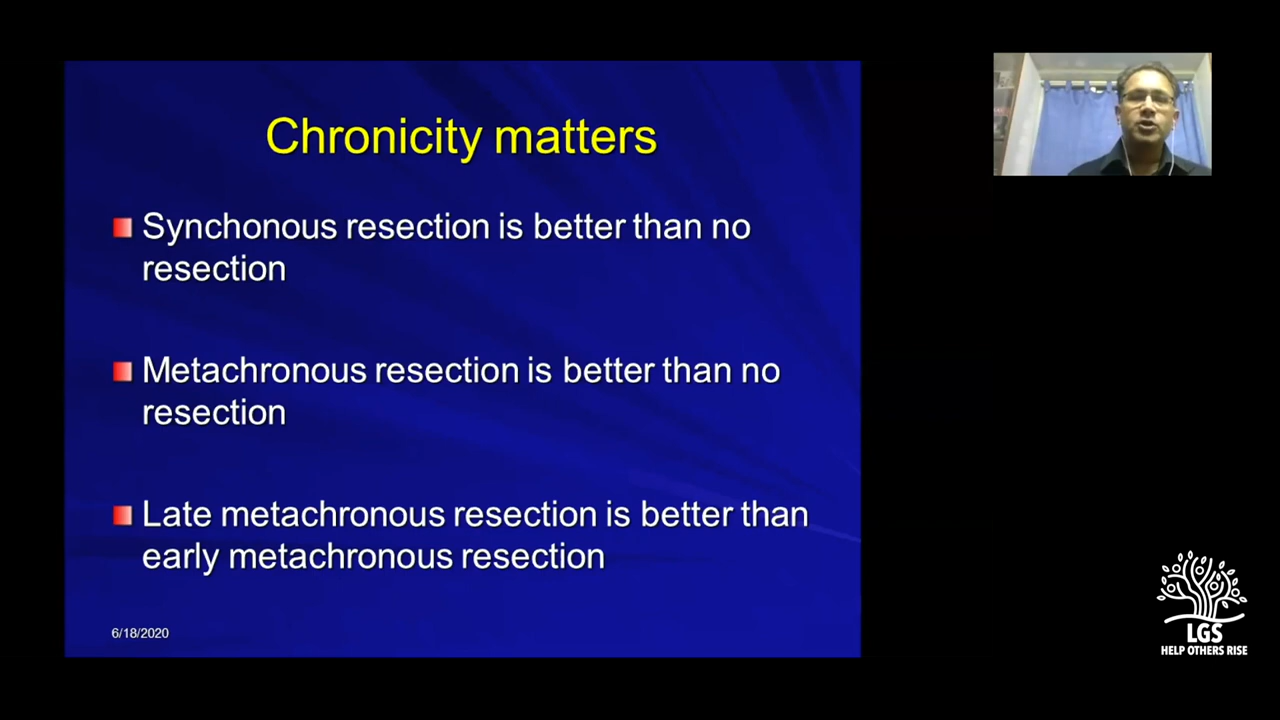 Chronicity matters
Synchonous resection is better than no
resection
Metachronous resection is better than no
resection
Late metachronous resection is better than
early metachronous resection
6/18/2020
LGS
HELP OTHERS RISE